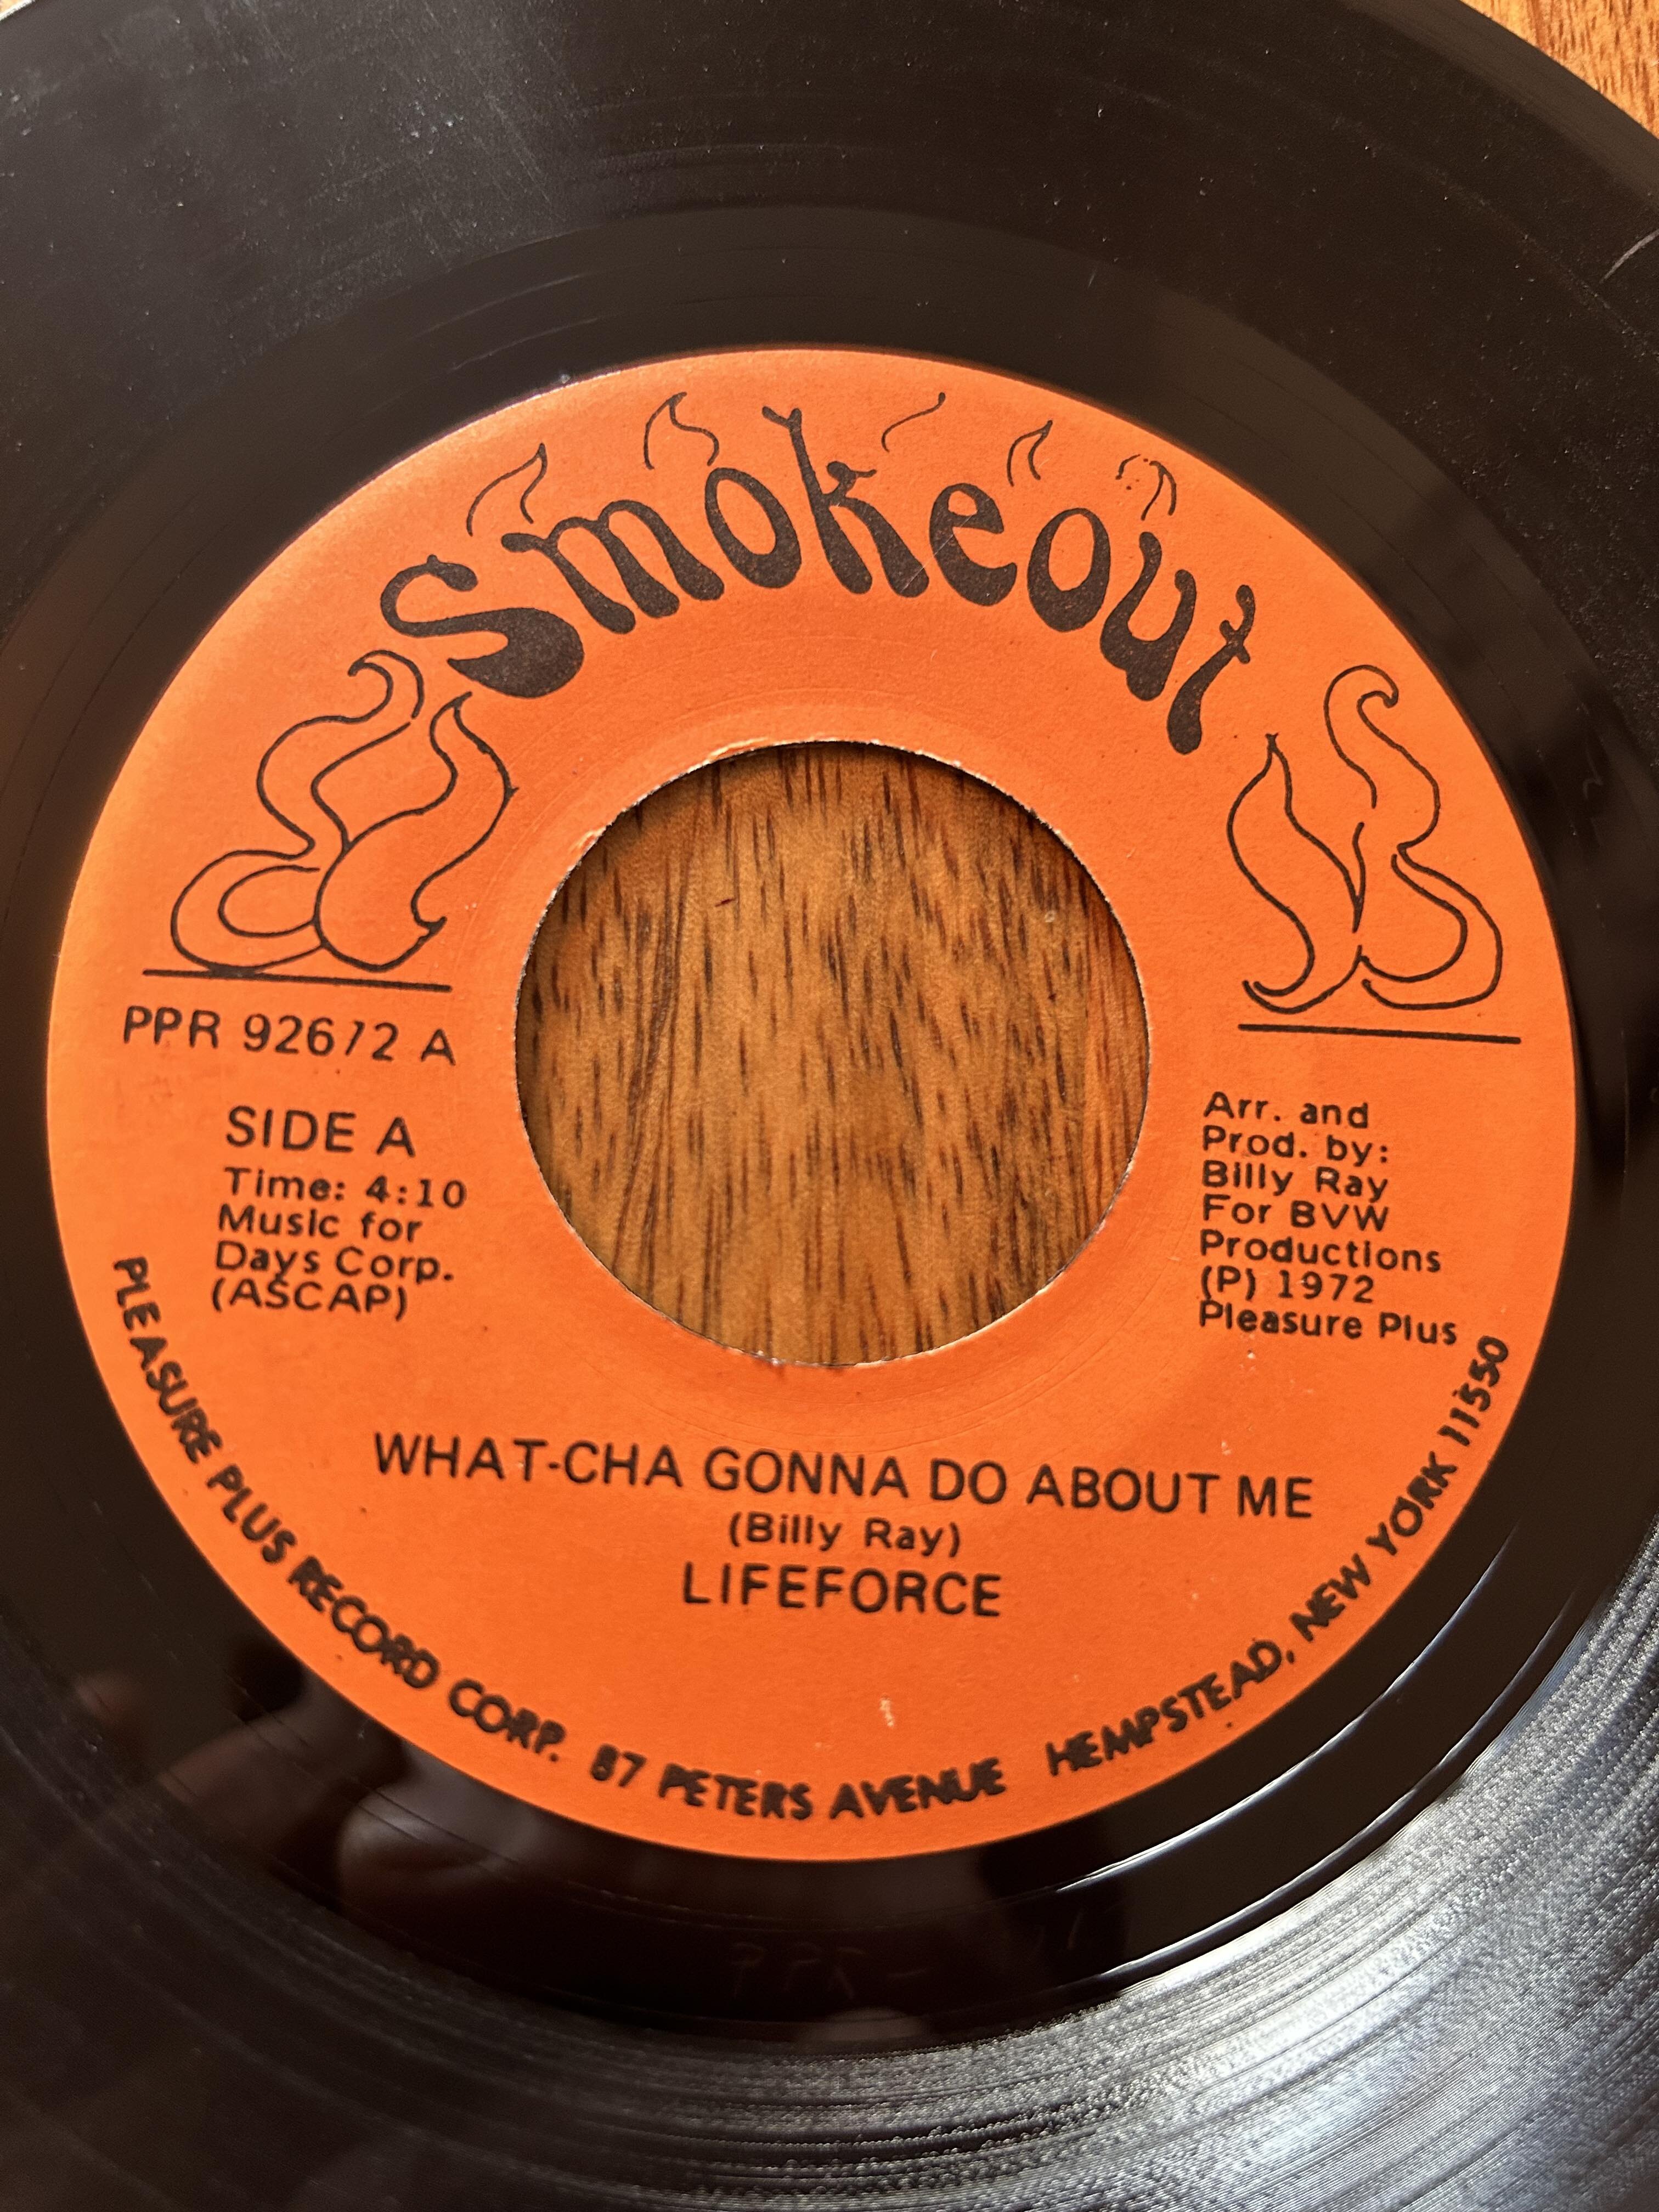 Smokeout
PPR 92672 A
SIDE A
Time: 4:10
Music for
Days Corp.
(ASCAP)
Arr. and
Prod. by:
Billy Ray
For BVW
Productions
(P) 1972
Pleasure Plus
WHAT-CHA GONNA DO ABOUT ME
(Billy Ray)
LIFEFORCE
PLEASURE PLUS RECORD CORP. 87 PETERS AVENUE HEMPSTEAD, NEW YORK 11550